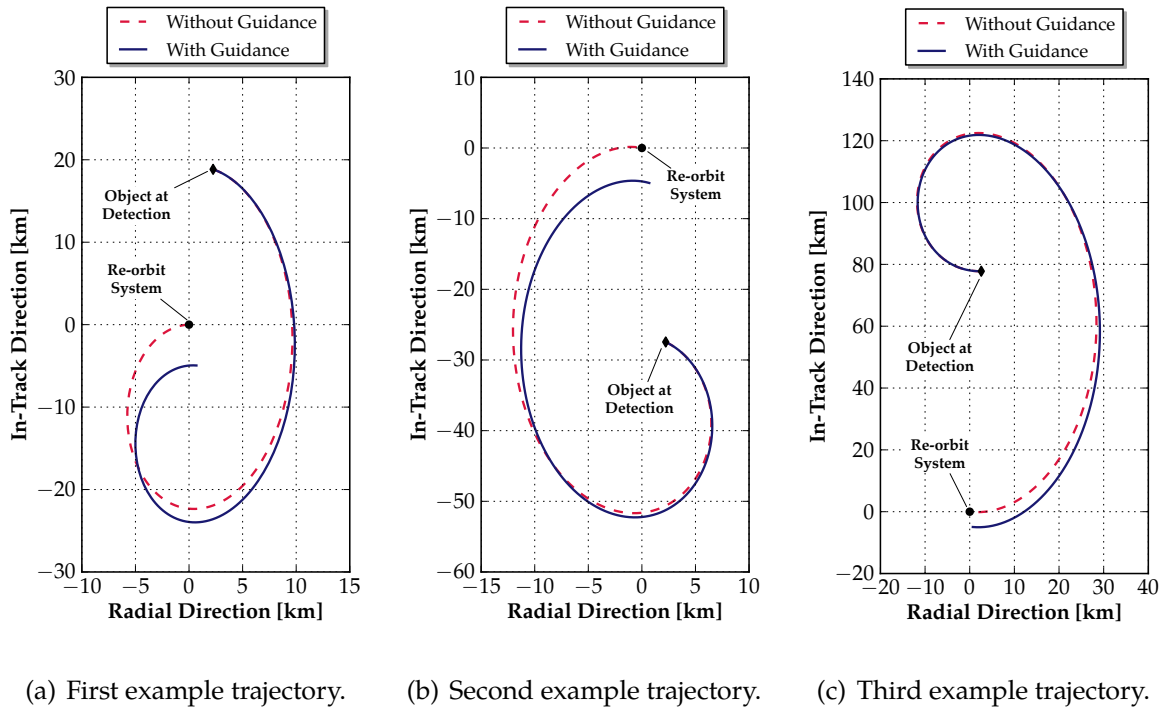 Without Guidance
With Guidance
30
20
10
0
−10
−20
−30
−10
−5
0
5
10
15
In-Track Direction [km]
Radial Direction [km]
Object at
Detection
Re-orbit
System
(a) First example trajectory.
Without Guidance
With Guidance
10
0
−10
−20
−30
−40
−50
−60
−15
−10
−5
0
5
10
In-Track Direction [km]
Radial Direction [km]
Re-orbit
System
Object at
Detection
(b) Second example trajectory.
Without Guidance
With Guidance
140
120
100
80
60
40
20
0
−20
−20
−10
0
10
20
30
40
In-Track Direction [km]
Radial Direction [km]
Object at
Detection
Re-orbit
System
(c) Third example trajectory.